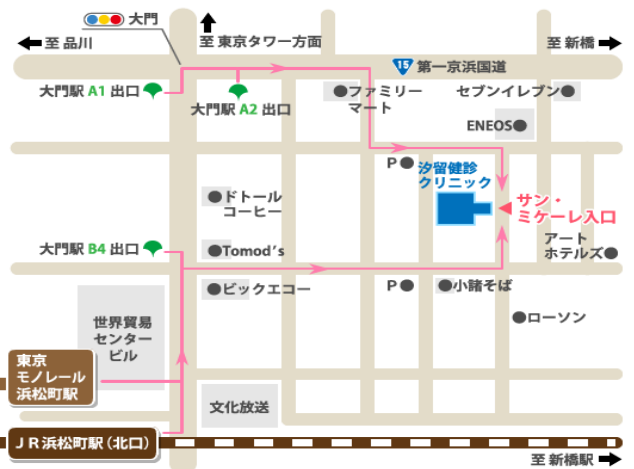 大門
至 品川
至 東京タワー方面
至 新橋
15 第一京浜国道
大門駅 A1 出口
大門駅 A2 出口
ファミリー
マート
セブンイレブン
ENEOS
P
汐留健診
クリニック
サン・
ミケーレ入口
ドトール
コーヒー
大門駅 B4 出口
Tomod's
アート
ホテルズ
ビックエコー
P
小諸そば
ローソン
世界貿易
センター
ビル
東京
モノレール
浜松町駅
文化放送
JR浜松町駅(北口)
至 新橋駅